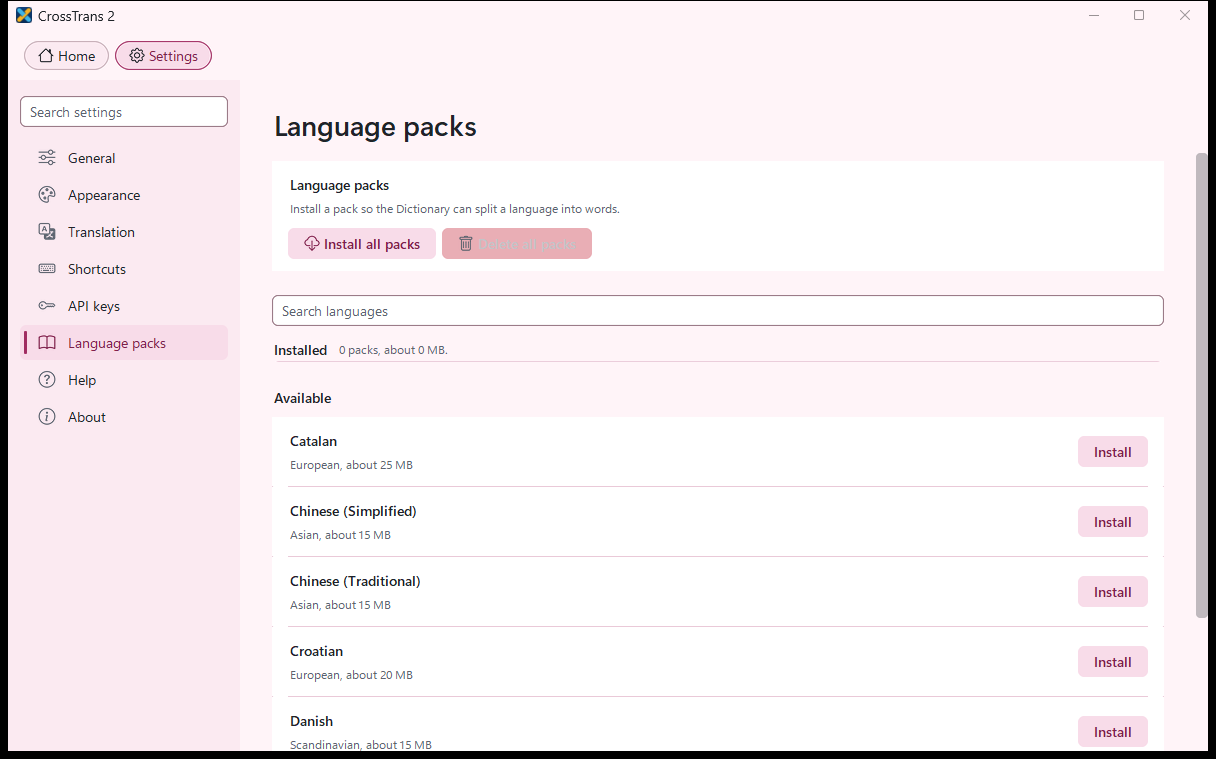 CrossTrans 2
Home
Settings
Search settings
General
Appearance
Translation
Shortcuts
API keys
Language packs
Help
About
Language packs
Language packs
Install a pack so the Dictionary can split a language into words.
Install all packs
Delete all packs
Search languages
Installed 0 packs, about 0 MB.
Available
Catalan
European, about 25 MB
Install
Chinese (Simplified)
Asian, about 15 MB
Install
Chinese (Traditional)
Asian, about 15 MB
Install
Croatian
European, about 20 MB
Install
Danish
Scandinavian, about 15 MB
Install